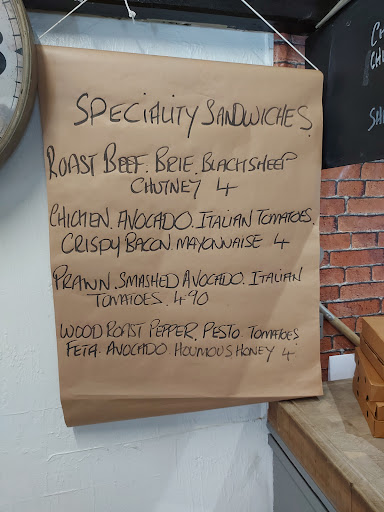 SPECIALITY SANDWICHES.
ROAST BEEF. BRIE. BLACKSHEEP
CHUTNEY 4
CHICKEN. AVOCADO. ITALIAN TOMATOES.
CRISPY BACON. MAYONNAISE 4
PRAWN. SMASHED AVOCADO. ITALIAN
TOMATOES. 4.90
WOOD ROAST PEPPER. PESTO. TOMATOES.
FETA. AVOCADO. HOUMOUS HONEY 4